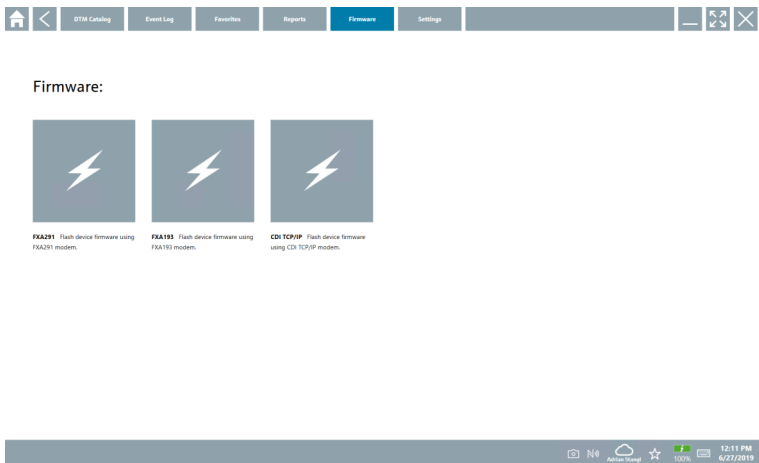 DTM Catalog
Event Log
Favorites
Reports
Firmware
Settings
Firmware:
FXA291 Flash device firmware using
FXA291 modem.
FXA193 Flash device firmware using
FXA193 modem.
CDI TCP/IP Flash device firmware
using CDI TCP/IP modem.
Adrian Stangl
100%
12:11 PM
6/27/2019